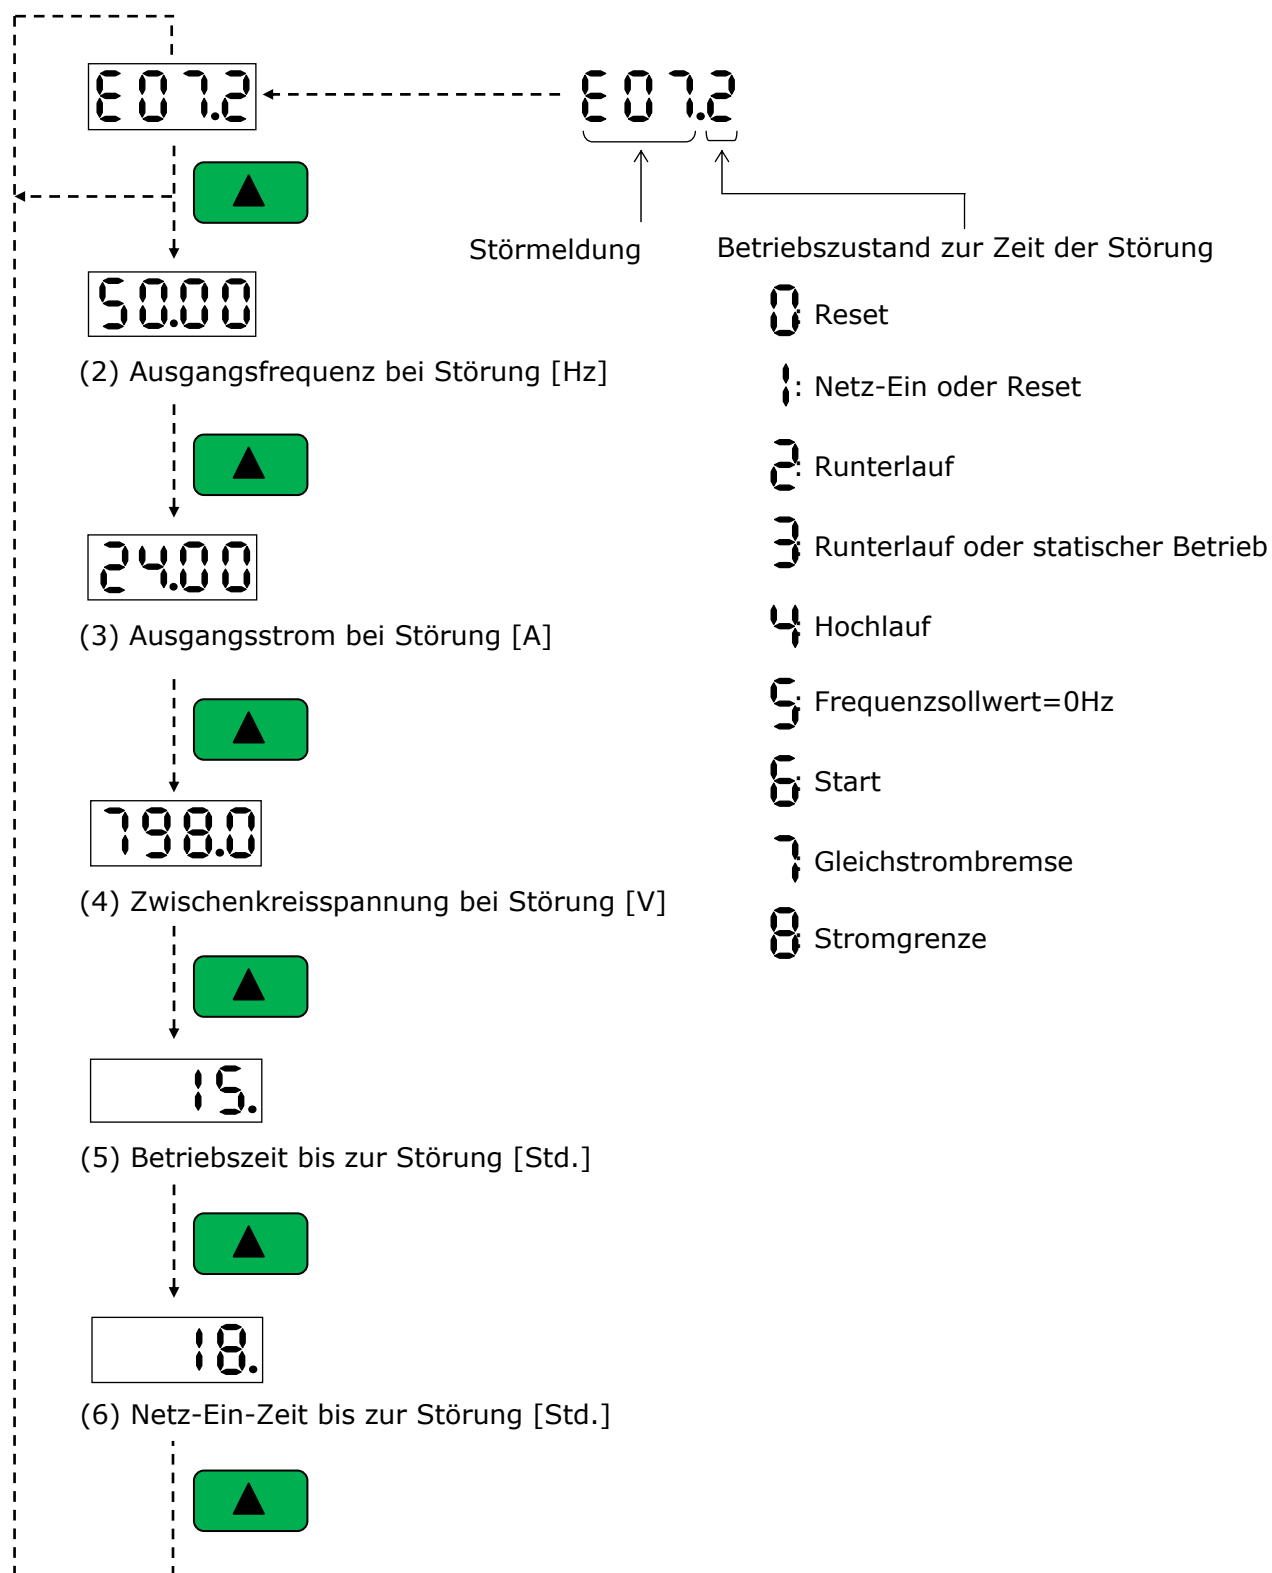 E07.2
E07.2
Störmeldung
Betriebszustand zur Zeit der Störung
50.00
(2) Ausgangsfrequenz bei Störung [Hz]
24.00
(3) Ausgangsstrom bei Störung [A]
798.0
(4) Zwischenkreisspannung bei Störung [V]
15.
(5) Betriebszeit bis zur Störung [Std.]
18.
(6) Netz-Ein-Zeit bis zur Störung [Std.]
0: Reset
1: Netz-Ein oder Reset
2: Runterlauf
3: Runterlauf oder statischer Betrieb
4: Hochlauf
5: Frequenzsollwert=0Hz
6: Start
7: Gleichstrombremse
8: Stromgrenze